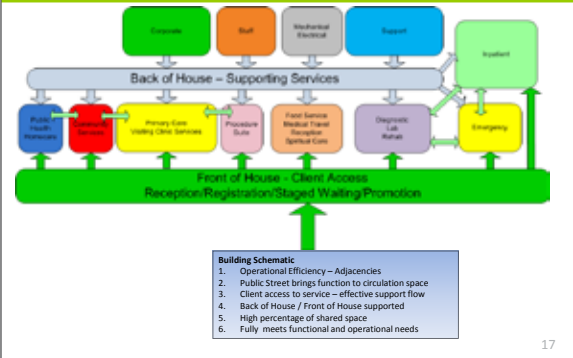 Corporate
Staff
Mechanical
Electrical
Support
Inpatient
Back of House – Supporting Services
Public
Health
Homecare
Community
Services
Primary Care
Visiting Clinic Services
Procedure
Suite
Food Service
Medical Travel
Reception
Spiritual Care
Diagnostic
Lab
Rehab
Emergency
Front of House - Client Access
Reception/Registration/Staged Waiting/Promotion
Building Schematic
1. Operational Efficiency – Adjacencies
2. Public Street brings function to circulation space
3. Client access to service – effective support flow
4. Back of House / Front of House supported
5. High percentage of shared space
6. Fully meets functional and operational needs
17